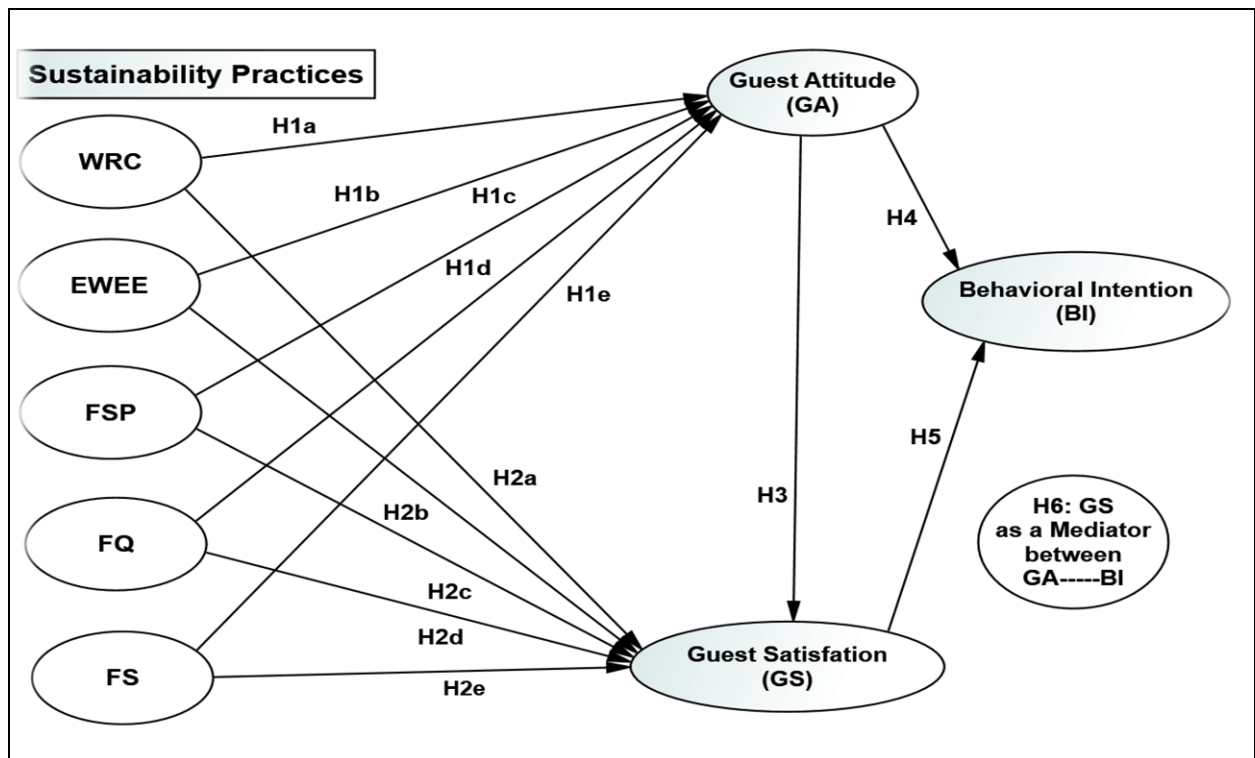 Sustainability Practices
Guest Attitude
(GA)
H1a
WRC
H1b
H1c
H4
H1d
EWEE
H1e
Behavioral Intention
(BI)
FSP
H5
H2a
H3
H2b
H6: GS
as a Mediator
between
GA-----BI
FQ
H2c
H2d
Guest Satisfation
(GS)
FS
H2e